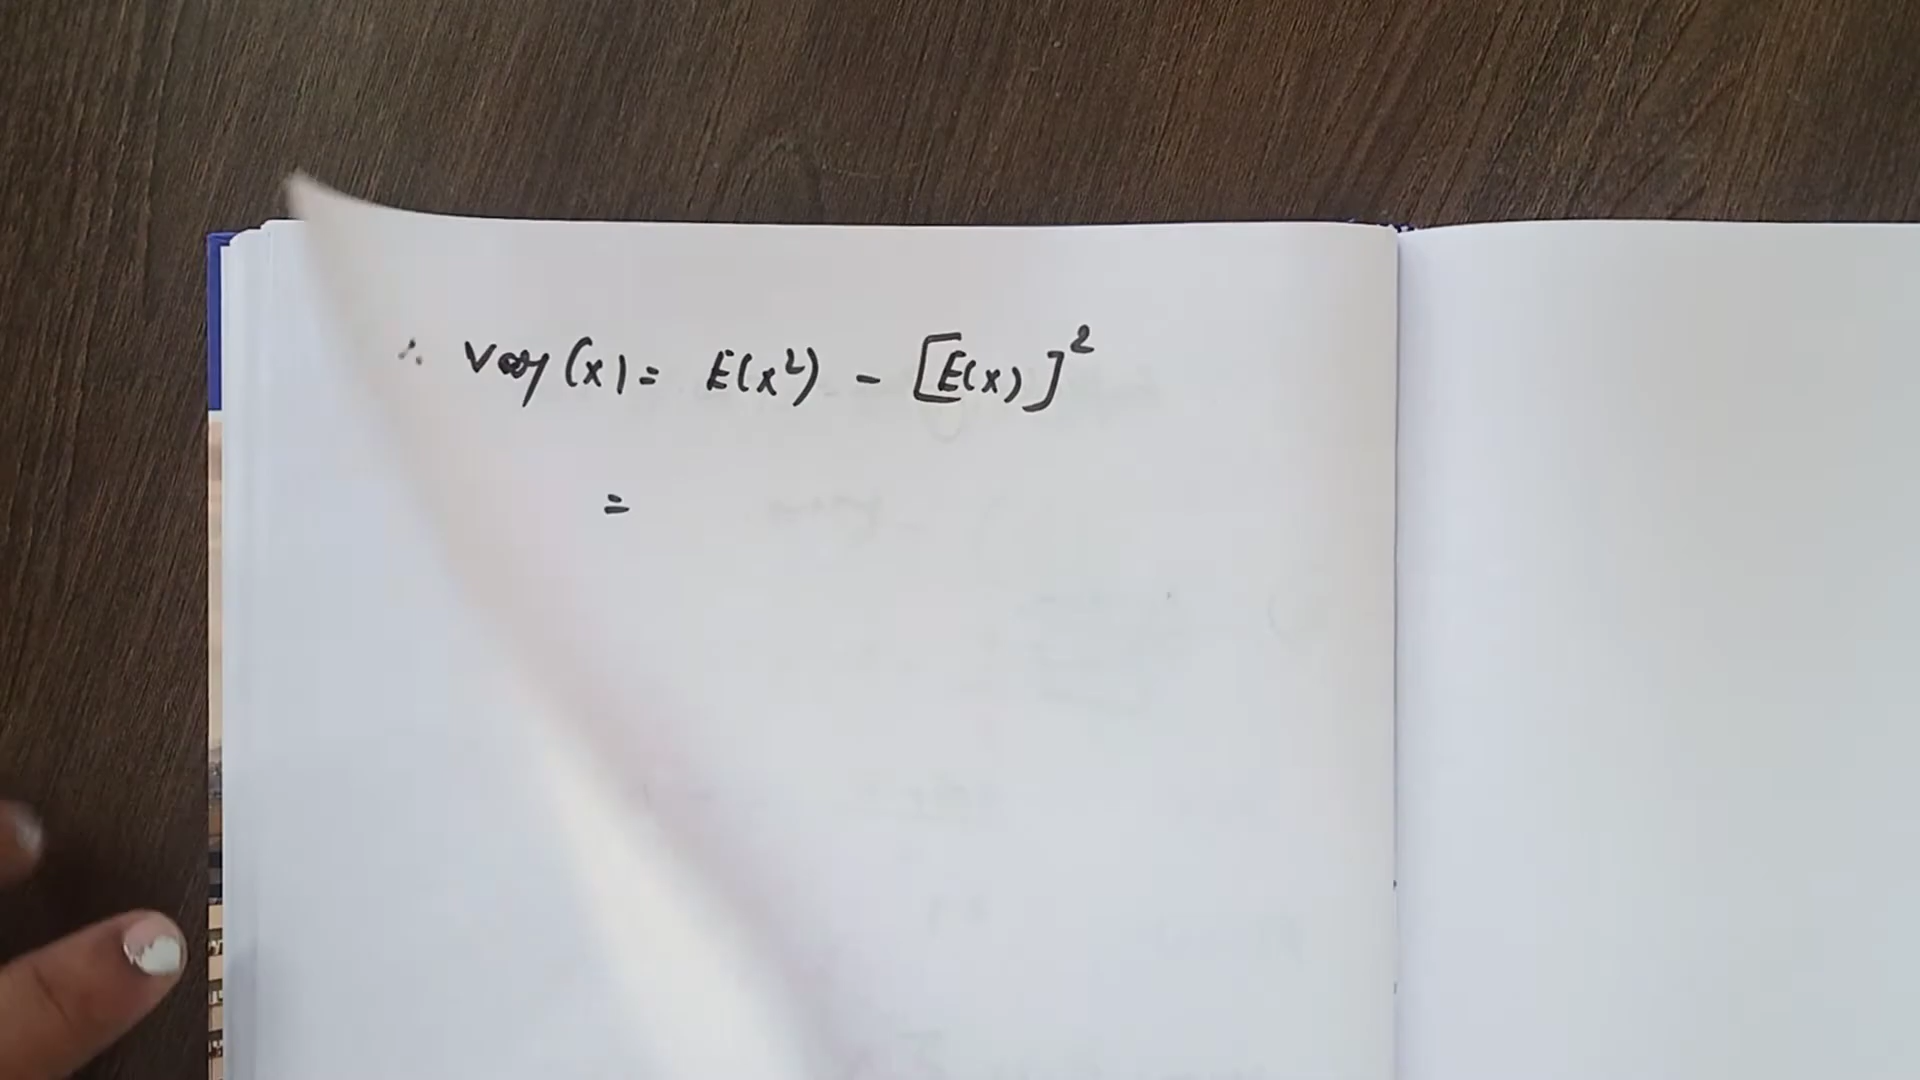 ∴ Var (x) = E(x²) - [E(x)]²
=